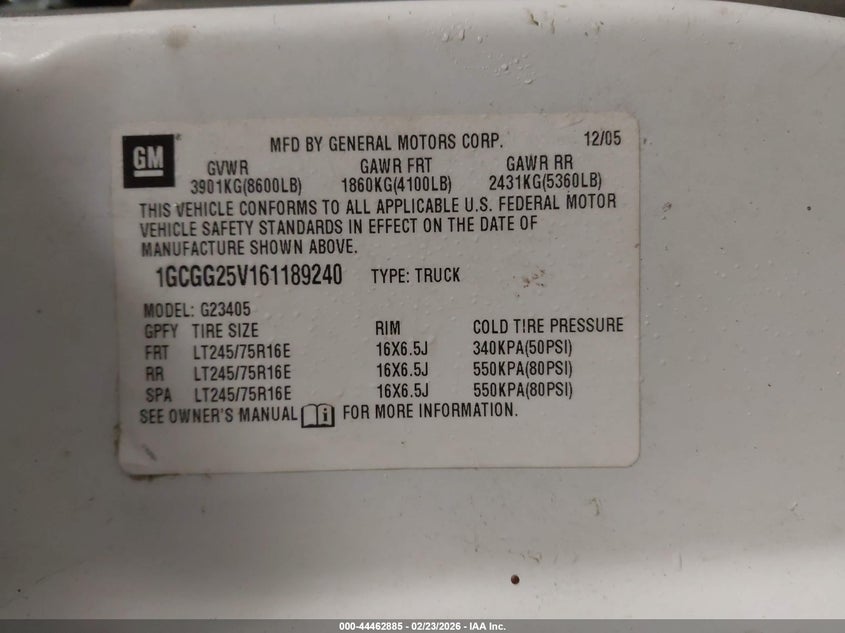 GM
MFD BY GENERAL MOTORS CORP. 12/05
GVWR GAWR FRT GAWR RR
3901KG(8600LB) 1860KG(4100LB) 2431KG(5360LB)
THIS VEHICLE CONFORMS TO ALL APPLICABLE U.S. FEDERAL MOTOR
VEHICLE SAFETY STANDARDS IN EFFECT ON THE DATE OF
MANUFACTURE SHOWN ABOVE.
1GCGG25V161189240 TYPE: TRUCK
MODEL: G23405
GPFY TIRE SIZE RIM COLD TIRE PRESSURE
FRT LT245/75R16E 16X6.5J 340KPA(50PSI)
RR LT245/75R16E 16X6.5J 550KPA(80PSI)
SPA LT245/75R16E 16X6.5J 550KPA(80PSI)
SEE OWNER'S MANUAL i FOR MORE INFORMATION.
000-44462885 - 02/23/2026 - IAA Inc.